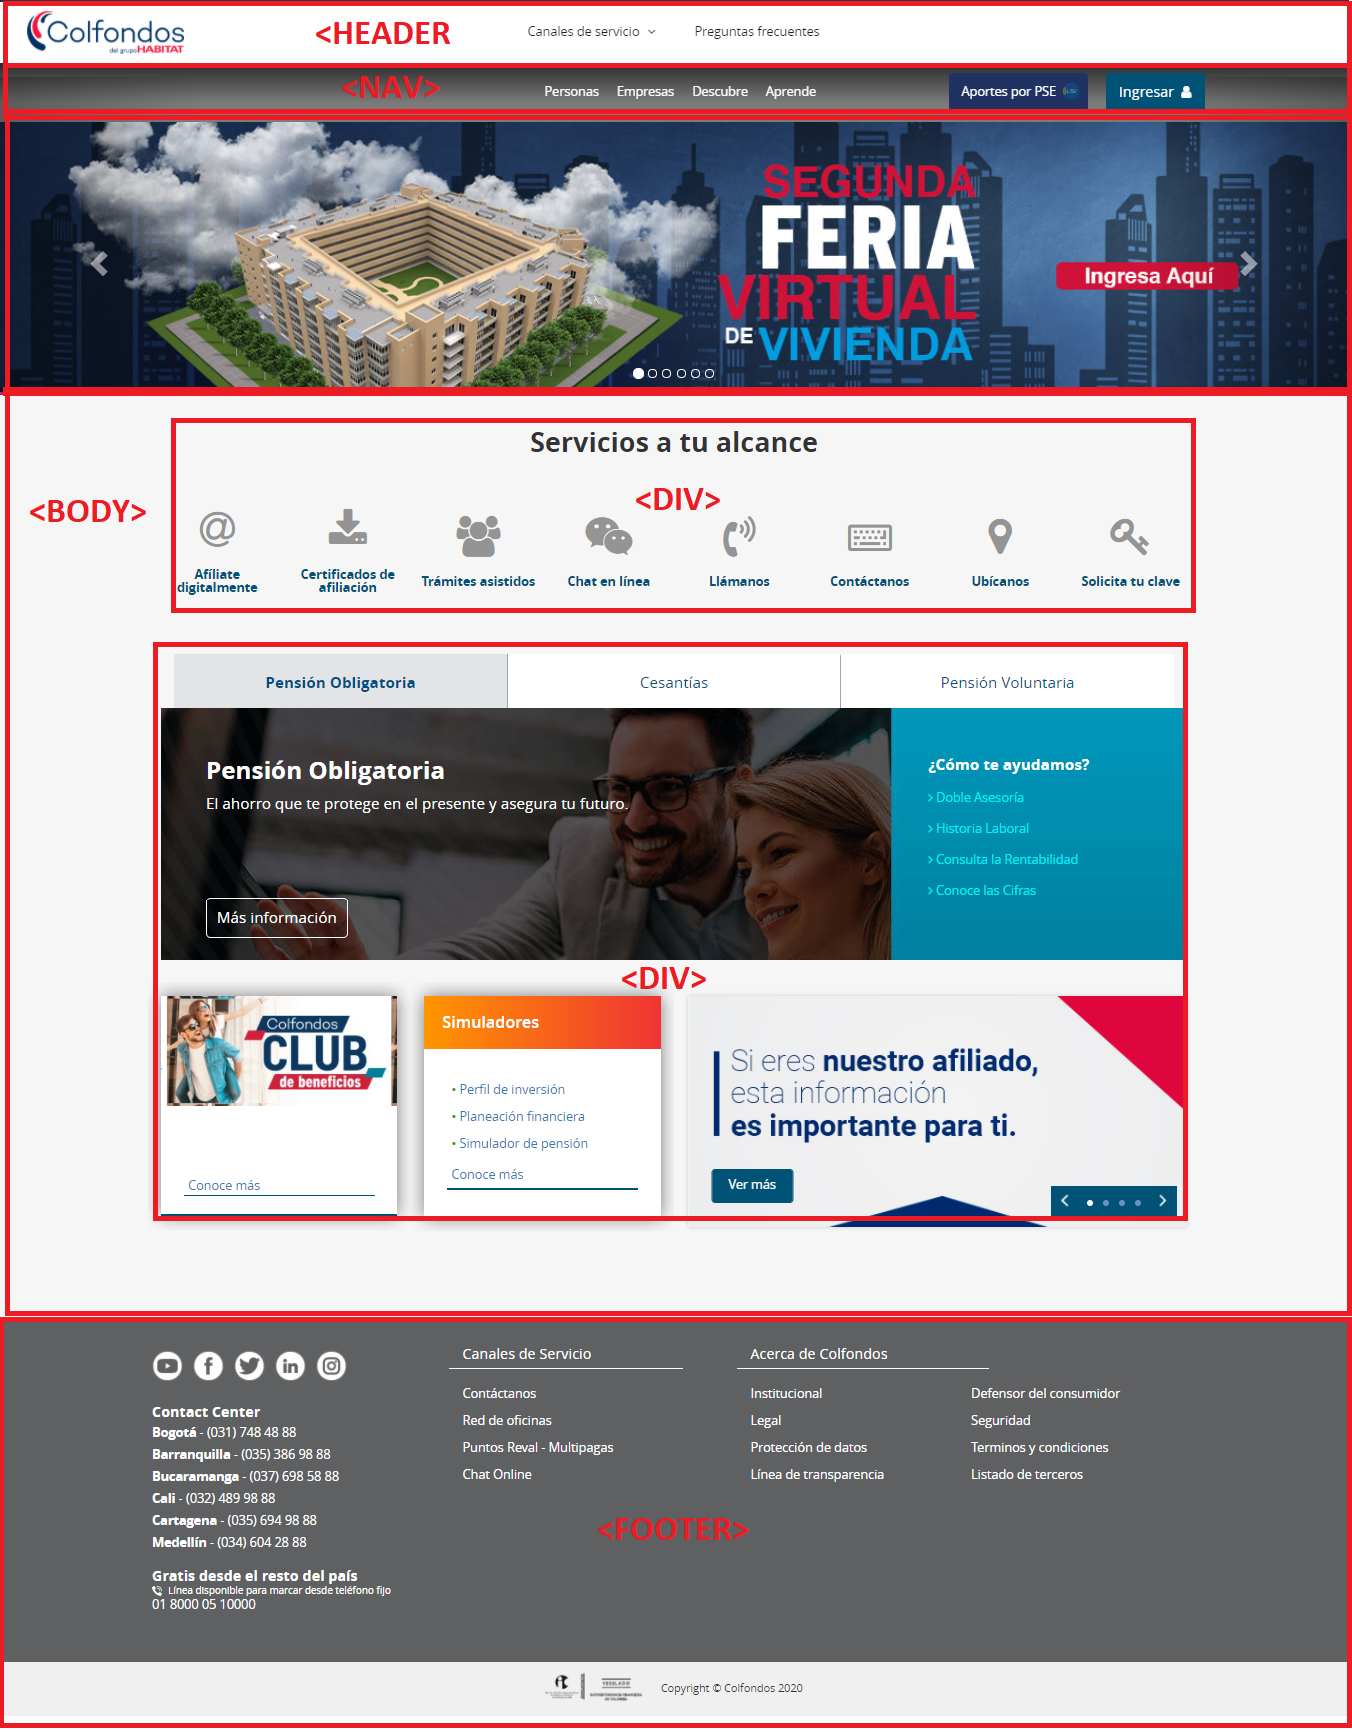 Colfondos
del grupo HABITAT
<HEADER
Canales de servicio
Preguntas frecuentes
<NAV>
Personas
Empresas
Descubre
Aprende
Aportes por PSE
Ingresar
SEGUNDA
FERIA
VIRTUAL
DE VIVIENDA
Ingresa Aquí
Servicios a tu alcance
<BODY>
<DIV>
Afíliate
digitalmente
Certificados de
afiliación
Trámites asistidos
Chat en línea
Llámanos
Contáctanos
Ubícanos
Solicita tu clave
Pensión Obligatoria
Cesantías
Pensión Voluntaria
Pensión Obligatoria
El ahorro que te protege en el presente y asegura tu futuro.
Más información
¿Cómo te ayudamos?
> Doble Asesoría
> Historia Laboral
> Consulta la Rentabilidad
> Conoce las Cifras
<DIV>
Colfondos
CLUB
de beneficios
Conoce más
Simuladores
• Perfil de inversión
• Planeación financiera
• Simulador de pensión
Conoce más
Si eres nuestro afiliado,
esta información
es importante para ti.
Ver más
Contact Center
Bogotá - (031) 748 48 88
Barranquilla - (035) 386 98 88
Bucaramanga - (037) 698 58 88
Cali - (032) 489 98 88
Cartagena - (035) 694 98 88
Medellín - (034) 604 28 88
Gratis desde el resto del país
Línea disponible para marcar desde teléfono fijo
01 8000 05 10000
Canales de Servicio
Contáctanos
Red de oficinas
Puntos Reval - Multipagas
Chat Online
Acerca de Colfondos
Institucional
Legal
Protección de datos
Línea de transparencia
Defensor del consumidor
Seguridad
Terminos y condiciones
Listado de terceros
<FOOTER>
VIGILADO
Copyright © Colfondos 2020